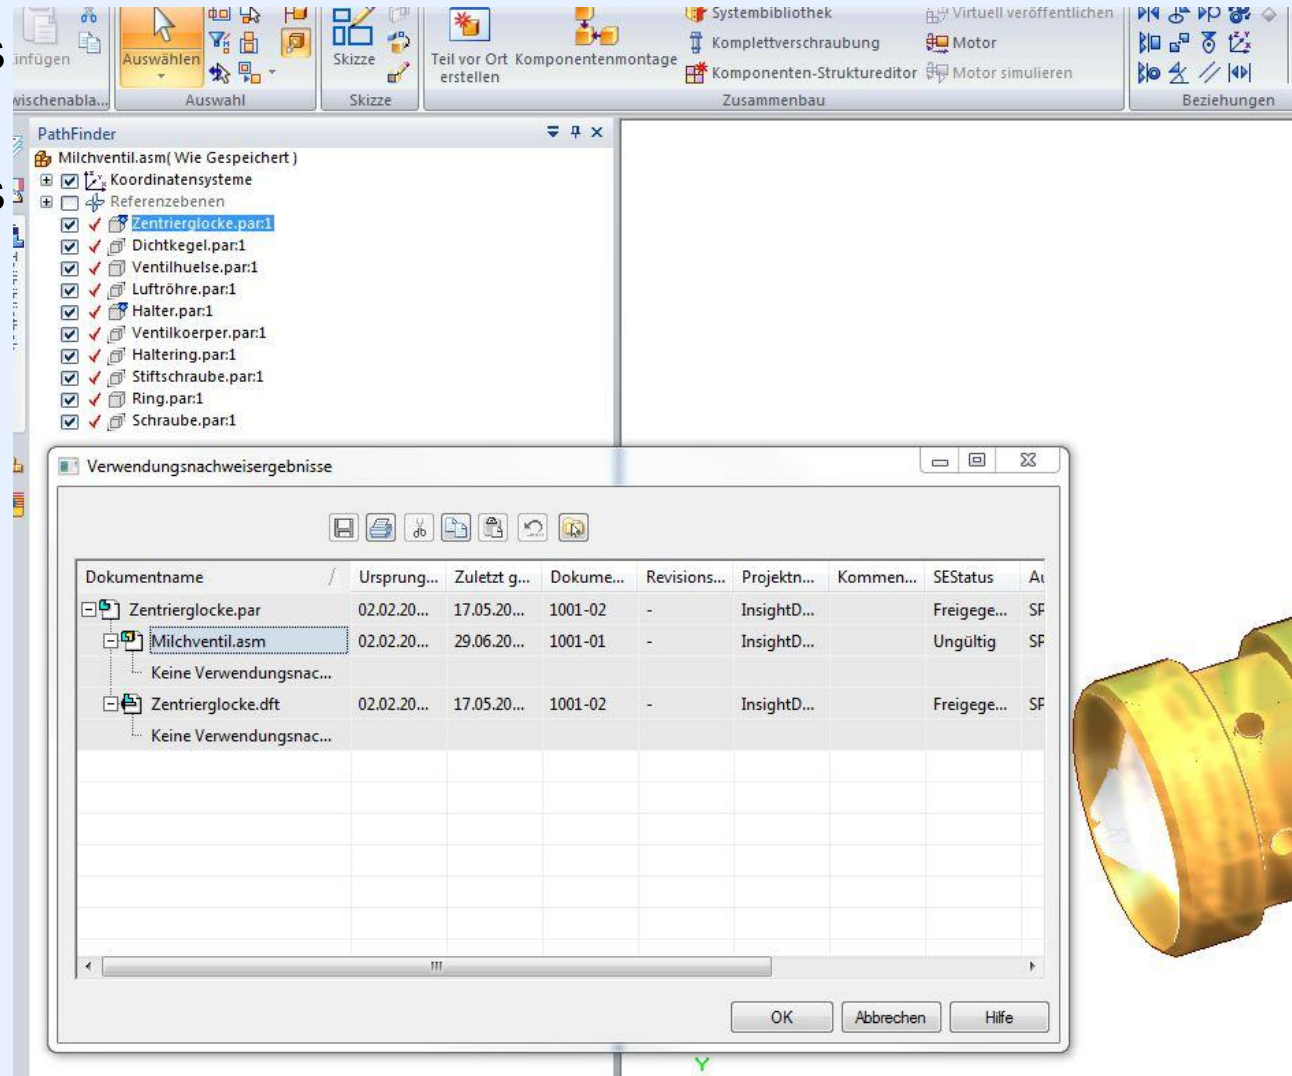 s
s
Systembibliothek
Virtuell veröffentlichen
infügen
Auswählen
Skizze
Teil vor Ort
erstellen
Komponentenmontage
Komplettverschraubung
Motor
Komponenten-Struktureditor
Motor simulieren
wischenabla...
Auswahl
Skizze
Zusammenbau
Beziehungen
PathFinder
Milchventil.asm( Wie Gespeichert )
Koordinatensysteme
Referenzebenen
Zentrierglocke.par:1
Dichtkegel.par:1
Ventilhuelse.par:1
Luftröhre.par:1
Halter.par:1
Ventilkoerper.par:1
Haltering.par:1
Stiftschraube.par:1
Ring.par:1
Schraube.par:1
Verwendungsnachweisergebnisse
Dokumentname Ursprung... Zuletzt g... Dokume... Revisions... Projektn... Kommen... SEStatus Au
Zentrierglocke.par 02.02.20... 17.05.20... 1001-02 - InsightD... Freigege... SP
Milchventil.asm 02.02.20... 29.06.20... 1001-01 - InsightD... Ungültig SP
Keine Verwendungsnac...
Zentrierglocke.dft 02.02.20... 17.05.20... 1001-02 - InsightD... Freigege... SP
Keine Verwendungsnac...
OK Abbrechen Hilfe
Y